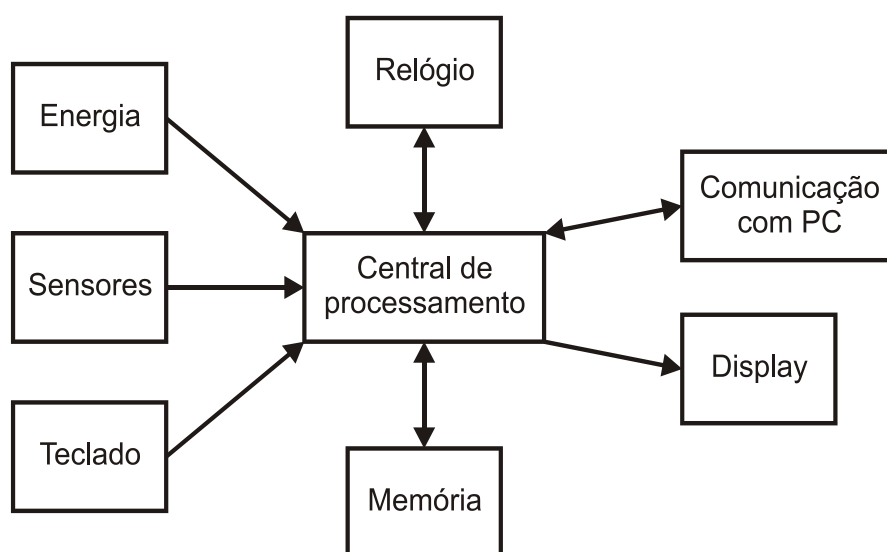 Relógio
Energia
Comunicação
com PC
Central de
processamento
Sensores
Display
Teclado
Memória